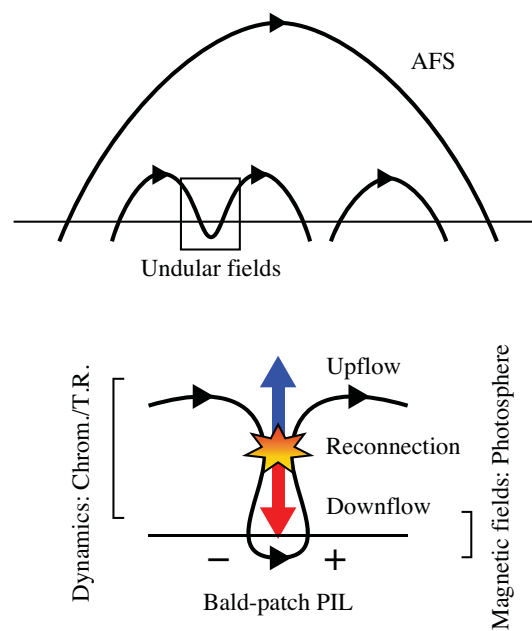 AFS
Undular fields
Dynamics: Chrom./T.R.
Upflow
Reconnection
Downflow
− +
Bald-patch PIL
Magnetic fields: Photosphere